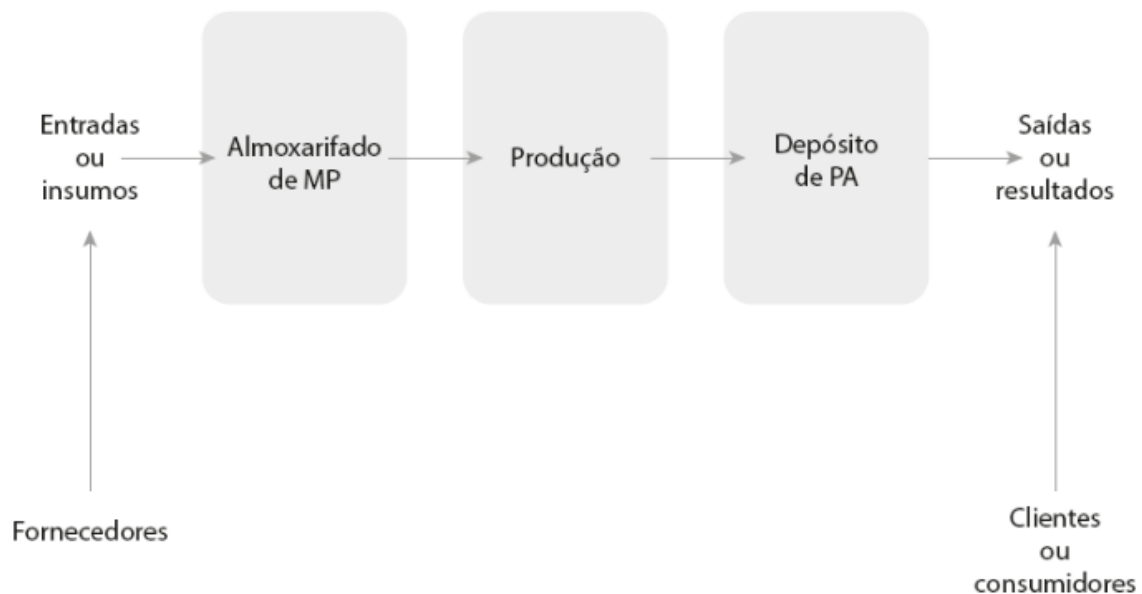 Entradas
ou
insumos
Almoxarifado
de MP
Produção
Depósito
de PA
Saídas
ou
resultados
Fornecedores
Clientes
ou
consumidores